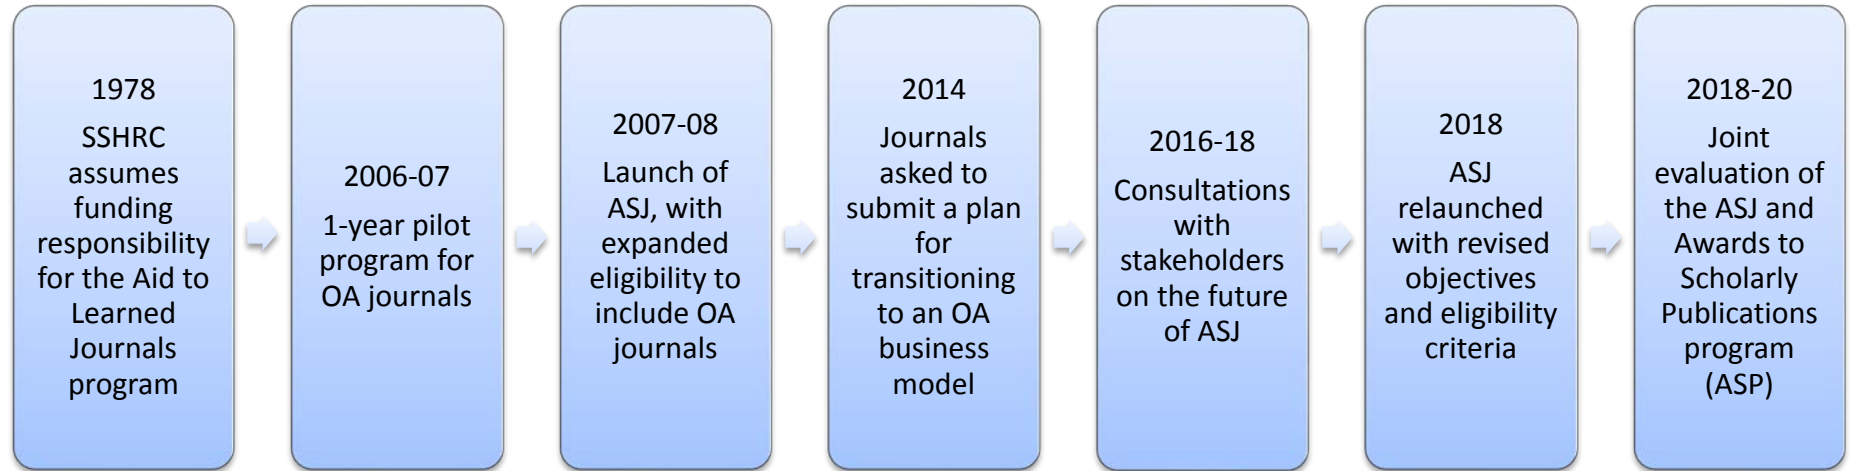 1978
SSHRC
assumes
funding
responsibility
for the Aid to
Learned
Journals
program
2006-07
1-year pilot
program for
OA journals
2007-08
Launch of
ASJ, with
expanded
eligibility to
include OA
journals
2014
Journals
asked to
submit a plan
for
transitioning
to an OA
business
model
2016-18
Consultations
with
stakeholders
on the future
of ASJ
2018
ASJ
relaunched
with revised
objectives
and eligibility
criteria
2018-20
Joint
evaluation of
the ASJ and
Awards to
Scholarly
Publications
program
(ASP)